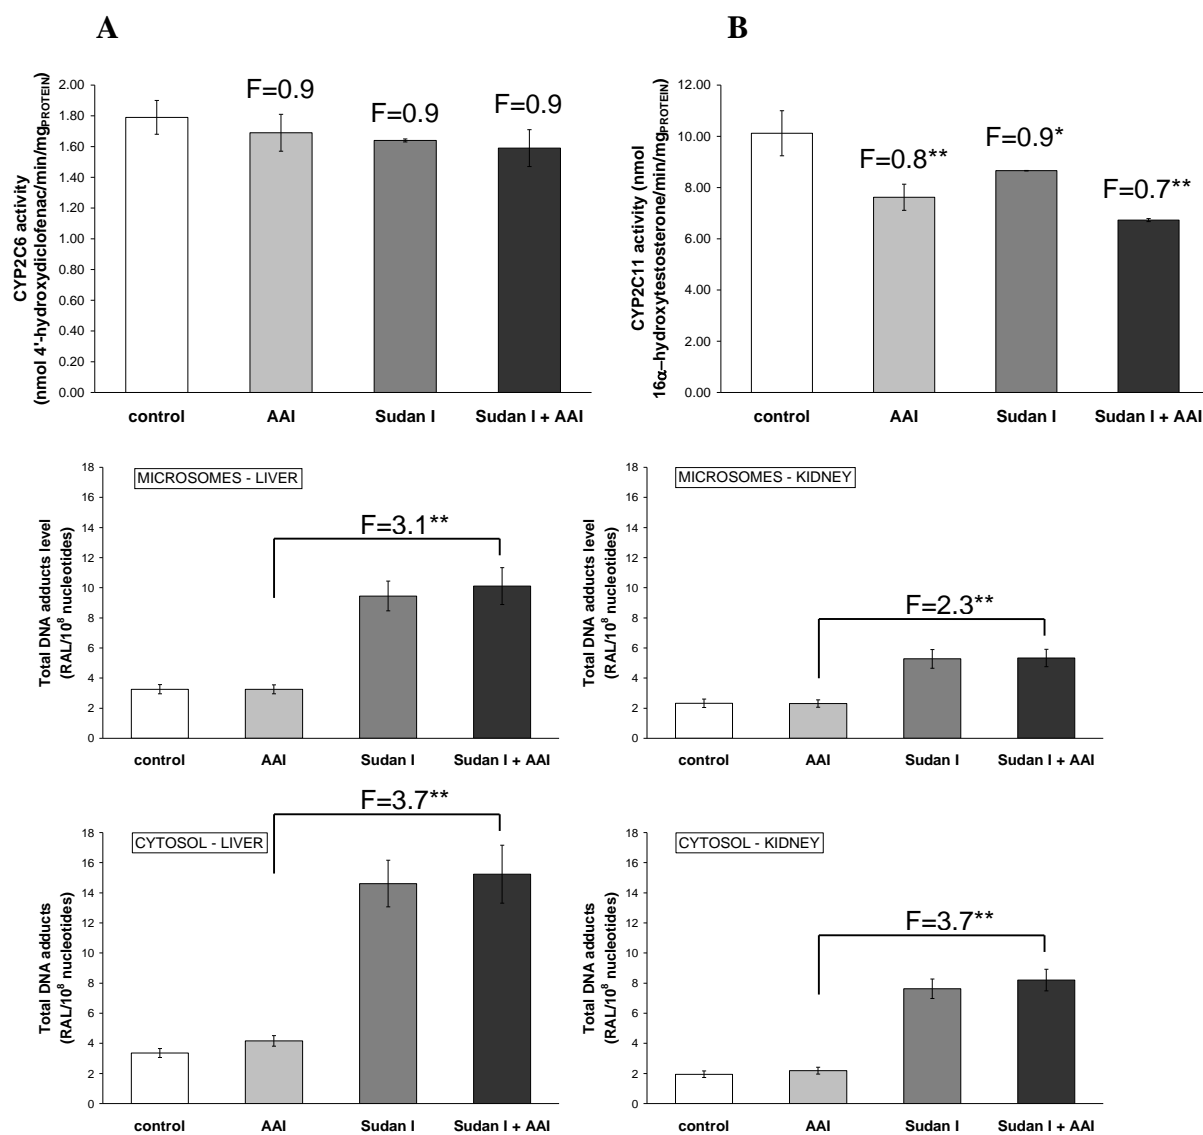 A
CYP2C6 activity
(nmol 4'-hydroxydiclofenac/min/mgPROTEIN)
2.00
1.80
1.60
1.40
1.20
1.00
0.80
0.60
0.40
0.20
0.00
F=0.9
F=0.9
F=0.9
control
AAI
Sudan I
Sudan I + AAI
B
CYP2C11 activity (nmol
16α–hydroxytestosterone/min/mgPROTEIN)
12.00
10.00
8.00
6.00
4.00
2.00
0.00
F=0.8**
F=0.9*
F=0.7**
control
AAI
Sudan I
Sudan I + AAI
MICROSOMES - LIVER
Total DNA adducts level
(RAL/10⁸ nucleotides)
18
16
14
12
10
8
6
4
2
0
F=3.1**
control
AAI
Sudan I
Sudan I + AAI
MICROSOMES - KIDNEY
Total DNA adducts level
(RAL/10⁸ nucleotides)
18
16
14
12
10
8
6
4
2
0
F=2.3**
control
AAI
Sudan I
Sudan I + AAI
CYTOSOL - LIVER
Total DNA adducts
(RAL/10⁸ nucleotides)
18
16
14
12
10
8
6
4
2
0
F=3.7**
control
AAI
Sudan I
Sudan I + AAI
CYTOSOL - KIDNEY
Total DNA adducts
(RAL/10⁸ nucleotides)
18
16
14
12
10
8
6
4
2
0
F=3.7**
control
AAI
Sudan I
Sudan I + AAI